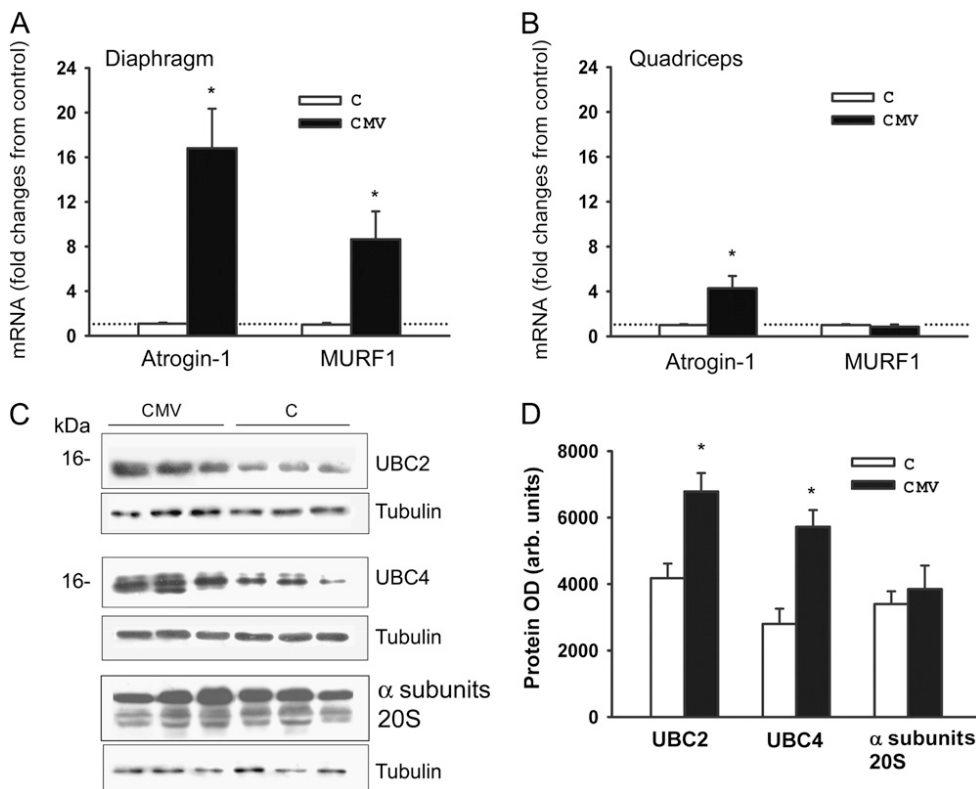 A
Diaphragm
mRNA (fold changes from control)
24
20
16
12
8
4
0
*
*
C
CMV
Atrogin-1 MURF1
B
Quadriceps
mRNA (fold changes from control)
24
20
16
12
8
4
0
*
C
CMV
Atrogin-1 MURF1
C
kDa
CMV C
16- UBC2
Tubulin
16- UBC4
Tubulin
α subunits
20S
Tubulin
D
Protein OD (arb. units)
8000
6000
4000
2000
0
*
*
C
CMV
UBC2 UBC4 α subunits
20S